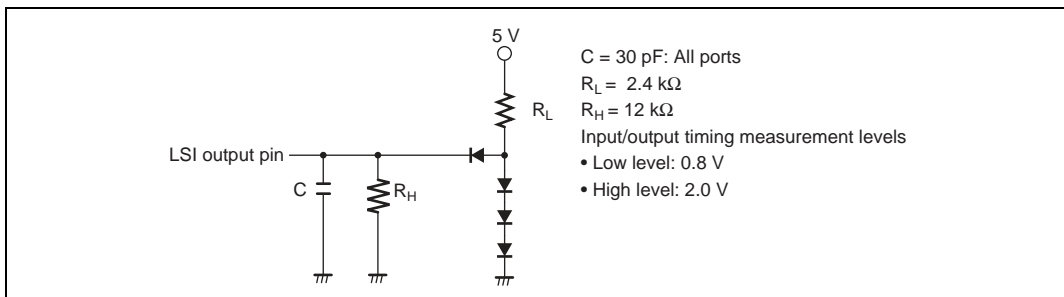 5 V
C = 30 pF: All ports
R_L = 2.4 kΩ
R_L
R_H = 12 kΩ
Input/output timing measurement levels
LSI output pin
• Low level: 0.8 V
C
R_H
• High level: 2.0 V